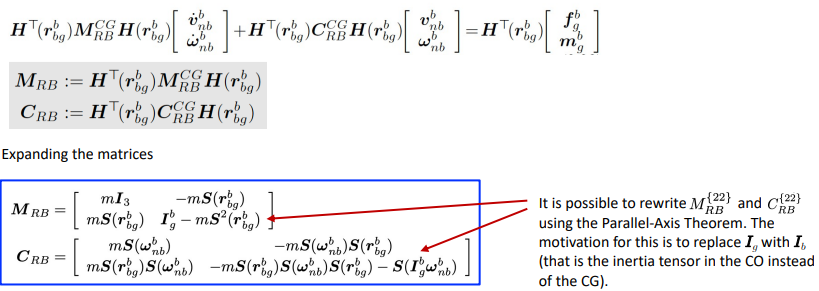 $\boldsymbol{H}^\top(\boldsymbol{r}_{bg}^b)\boldsymbol{M}_{RB}^{CG}\boldsymbol{H}(\boldsymbol{r}_{bg}^b)\begin{bmatrix} \dot{\boldsymbol{v}}_{nb}^b \\ \dot{\boldsymbol{\omega}}_{nb}^b \end{bmatrix} + \boldsymbol{H}^\top(\boldsymbol{r}_{bg}^b)\boldsymbol{C}_{RB}^{CG}\boldsymbol{H}(\boldsymbol{r}_{bg}^b)\begin{bmatrix} \boldsymbol{v}_{nb}^b \\ \boldsymbol{\omega}_{nb}^b \end{bmatrix} = \boldsymbol{H}^\top(\boldsymbol{r}_{bg}^b)\begin{bmatrix} \boldsymbol{f}_g^b \\ \boldsymbol{m}_g^b \end{bmatrix}$
$\boldsymbol{M}_{RB} := \boldsymbol{H}^\top(\boldsymbol{r}_{bg}^b)\boldsymbol{M}_{RB}^{CG}\boldsymbol{H}(\boldsymbol{r}_{bg}^b)$
$\boldsymbol{C}_{RB} := \boldsymbol{H}^\top(\boldsymbol{r}_{bg}^b)\boldsymbol{C}_{RB}^{CG}\boldsymbol{H}(\boldsymbol{r}_{bg}^b)$
Expanding the matrices
$\boldsymbol{M}_{RB} = \begin{bmatrix} m\boldsymbol{I}_3 & -m\boldsymbol{S}(\boldsymbol{r}_{bg}^b) \\ m\boldsymbol{S}(\boldsymbol{r}_{bg}^b) & \boldsymbol{I}_g^b - m\boldsymbol{S}^2(\boldsymbol{r}_{bg}^b) \end{bmatrix}$
$\boldsymbol{C}_{RB} = \begin{bmatrix} m\boldsymbol{S}(\boldsymbol{\omega}_{nb}^b) & -m\boldsymbol{S}(\boldsymbol{\omega}_{nb}^b)\boldsymbol{S}(\boldsymbol{r}_{bg}^b) \\ m\boldsymbol{S}(\boldsymbol{r}_{bg}^b)\boldsymbol{S}(\boldsymbol{\omega}_{nb}^b) & -m\boldsymbol{S}(\boldsymbol{r}_{bg}^b)\boldsymbol{S}(\boldsymbol{\omega}_{nb}^b)\boldsymbol{S}(\boldsymbol{r}_{bg}^b) - \boldsymbol{S}(\boldsymbol{I}_g^b\boldsymbol{\omega}_{nb}^b) \end{bmatrix}$
It is possible to rewrite $M_{RB}^{\{22\}}$ and $C_{RB}^{\{22\}}$
using the Parallel-Axis Theorem. The
motivation for this is to replace $\boldsymbol{I}_g$ with $\boldsymbol{I}_b$
(that is the inertia tensor in the CO instead
of the CG).